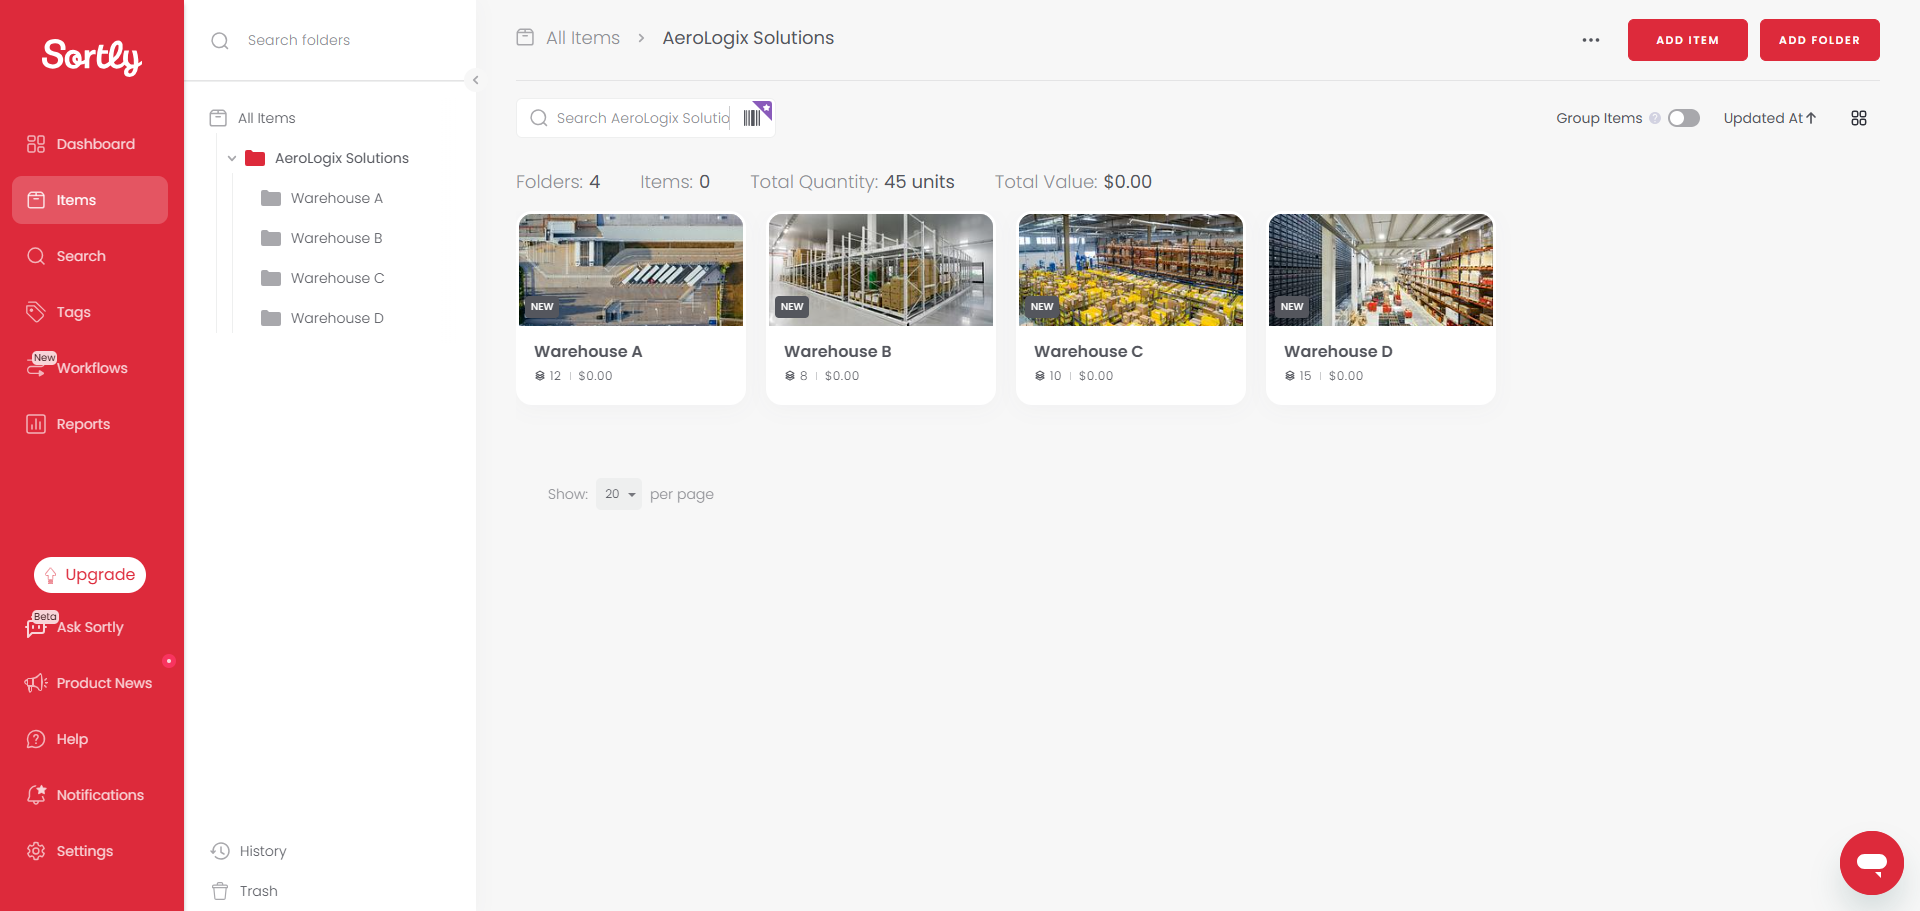 Sortly
Dashboard
Items
Search
Tags
New
Workflows
Reports
Upgrade
Beta
Ask Sortly
Product News
Help
Notifications
Settings
Search folders
All Items
AeroLogix Solutions
Warehouse A
Warehouse B
Warehouse C
Warehouse D
History
Trash
All Items > AeroLogix Solutions
ADD ITEM
ADD FOLDER
Search AeroLogix Solutio
Group Items ?
Updated At
Folders: 4 Items: 0 Total Quantity: 45 units Total Value: $0.00
NEW
Warehouse A
12 | $0.00
NEW
Warehouse B
8 | $0.00
NEW
Warehouse C
10 | $0.00
NEW
Warehouse D
15 | $0.00
Show: 20 per page